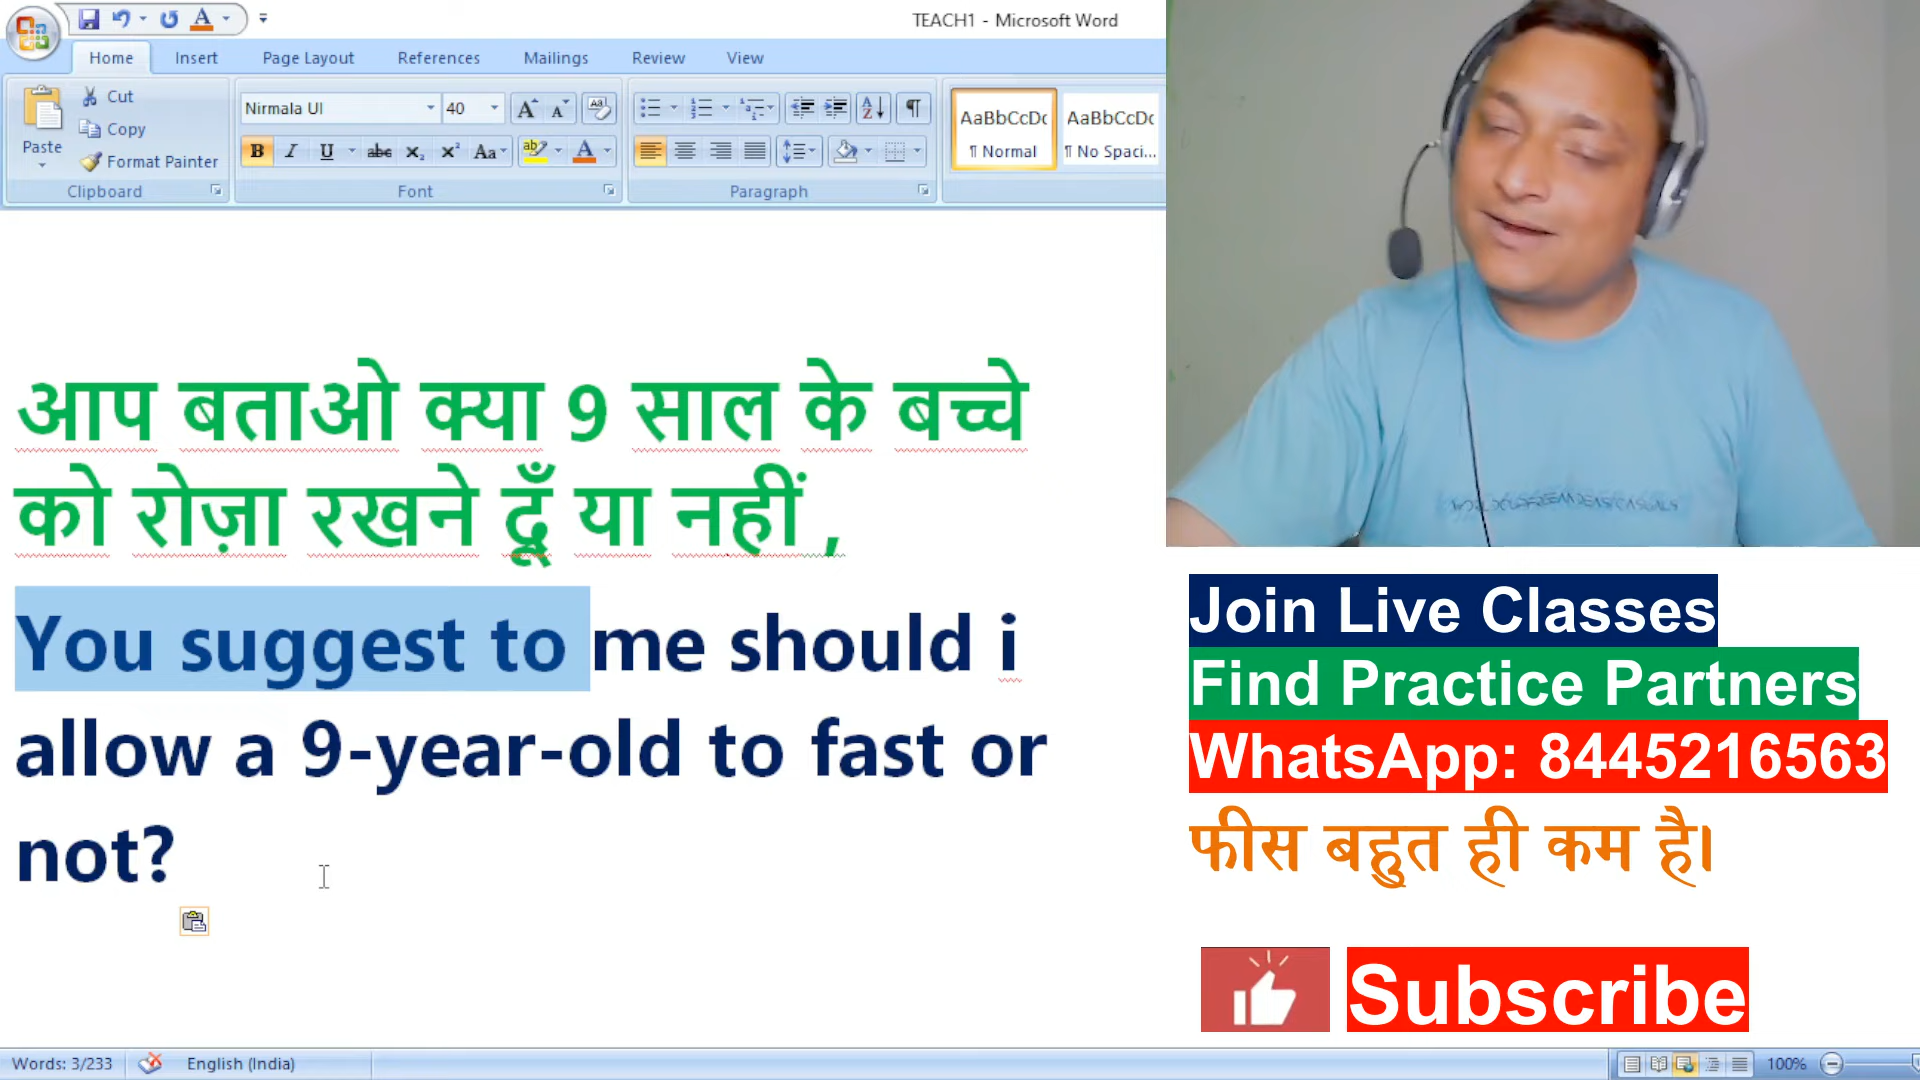 TEACH1 - Microsoft Word
Home Insert Page Layout References Mailings Review View
Paste
Cut
Copy
Format Painter
Clipboard
Nirmala UI 40
Font
Paragraph
AaBbCcDc AaBbCcDc
¶ Normal ¶ No Spaci...
आप बताओ क्या 9 साल के बच्चे
को रोज़ा रखने दूँ या नहीं ,
You suggest to me should i
allow a 9-year-old to fast or
not?
Join Live Classes
Find Practice Partners
WhatsApp: 8445216563
फीस बहुत ही कम है।
Subscribe
Words: 3/233 English (India) 100%